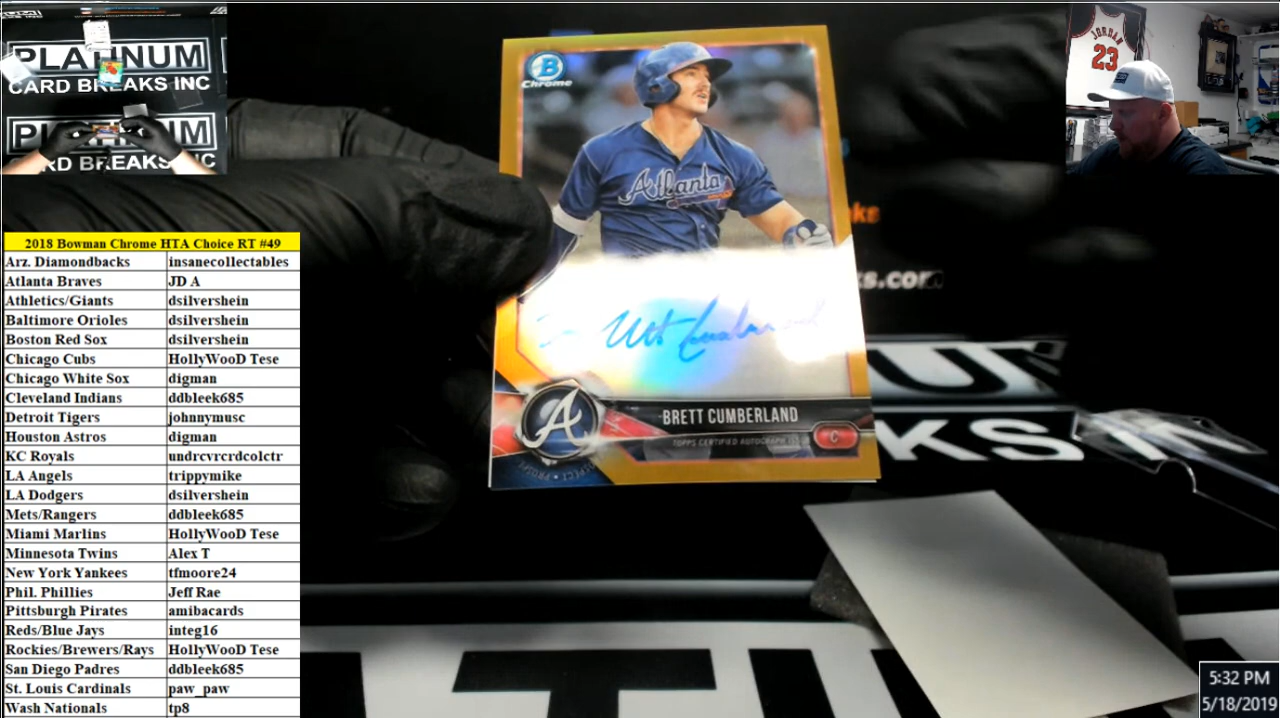 PLATINUM
CARD BREAKS INC
PLATINUM
CARD BREAKS INC
JORDAN
23
B
Chrome
Atlanta
ks
s.com
BRETT CUMBERLAND
TOPPS CERTIFIED AUTOGRAPH ISSUE
C
A
KS
2018 Bowman Chrome HTA Choice RT #49
Arz. Diamondbacks insanecollectables
Atlanta Braves JD A
Athletics/Giants dsilvershein
Baltimore Orioles dsilvershein
Boston Red Sox dsilvershein
Chicago Cubs HollyWooD Tese
Chicago White Sox digman
Cleveland Indians ddbleek685
Detroit Tigers johnnymusc
Houston Astros digman
KC Royals undrcvrcrdcolctr
LA Angels trippymike
LA Dodgers dsilvershein
Mets/Rangers ddbleek685
Miami Marlins HollyWooD Tese
Minnesota Twins Alex T
New York Yankees tfmoore24
Phil. Phillies Jeff Rae
Pittsburgh Pirates amibacards
Reds/Blue Jays integ16
Rockies/Brewers/Rays HollyWooD Tese
San Diego Padres ddbleek685
St. Louis Cardinals paw_paw
Wash Nationals tp8
5:32 PM
5/18/2019